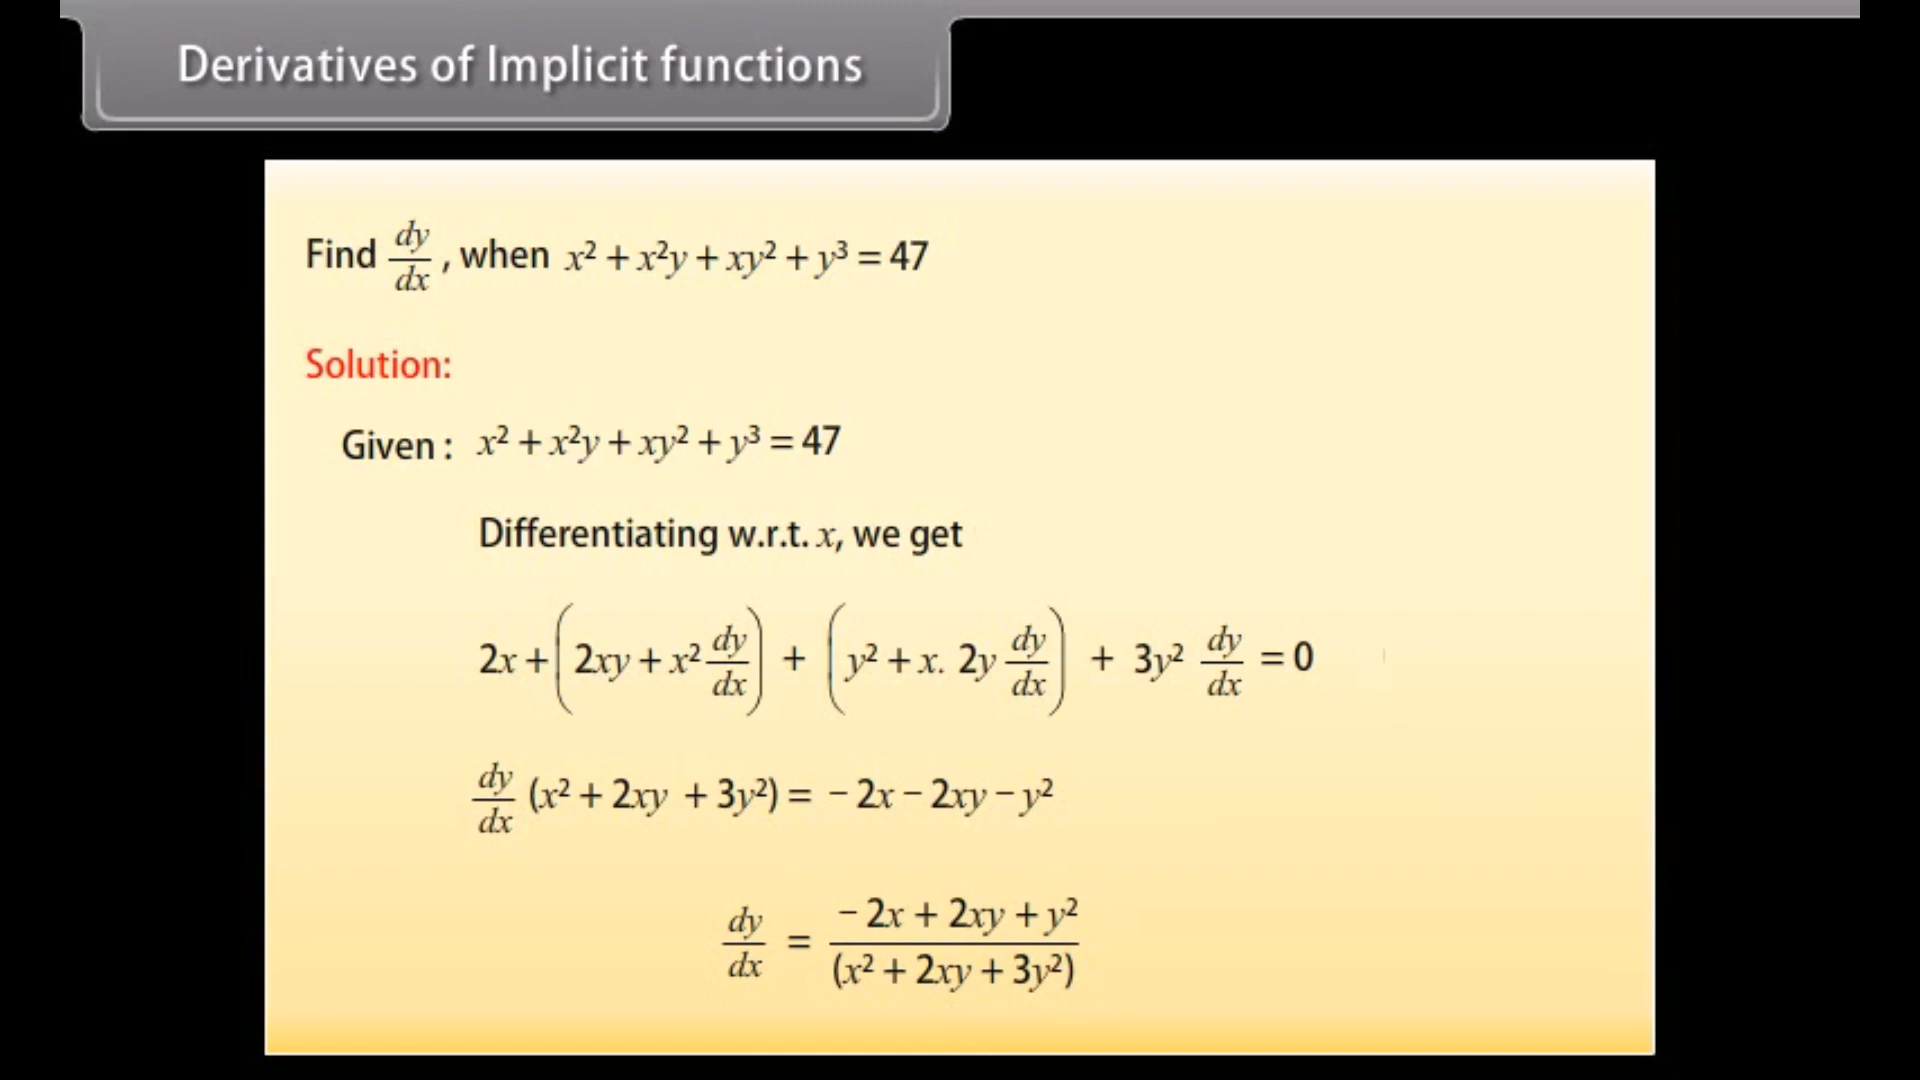 Derivatives of Implicit functions
Find dy/dx , when x² + x²y + xy² + y³ = 47
Solution:
Given : x² + x²y + xy² + y³ = 47
Differentiating w.r.t. x, we get
2x + (2xy + x² dy/dx) + (y² + x. 2y dy/dx) + 3y² dy/dx = 0
dy/dx (x² + 2xy + 3y²) = − 2x − 2xy − y²
dy/dx = − 2x + 2xy + y² / (x² + 2xy + 3y²)